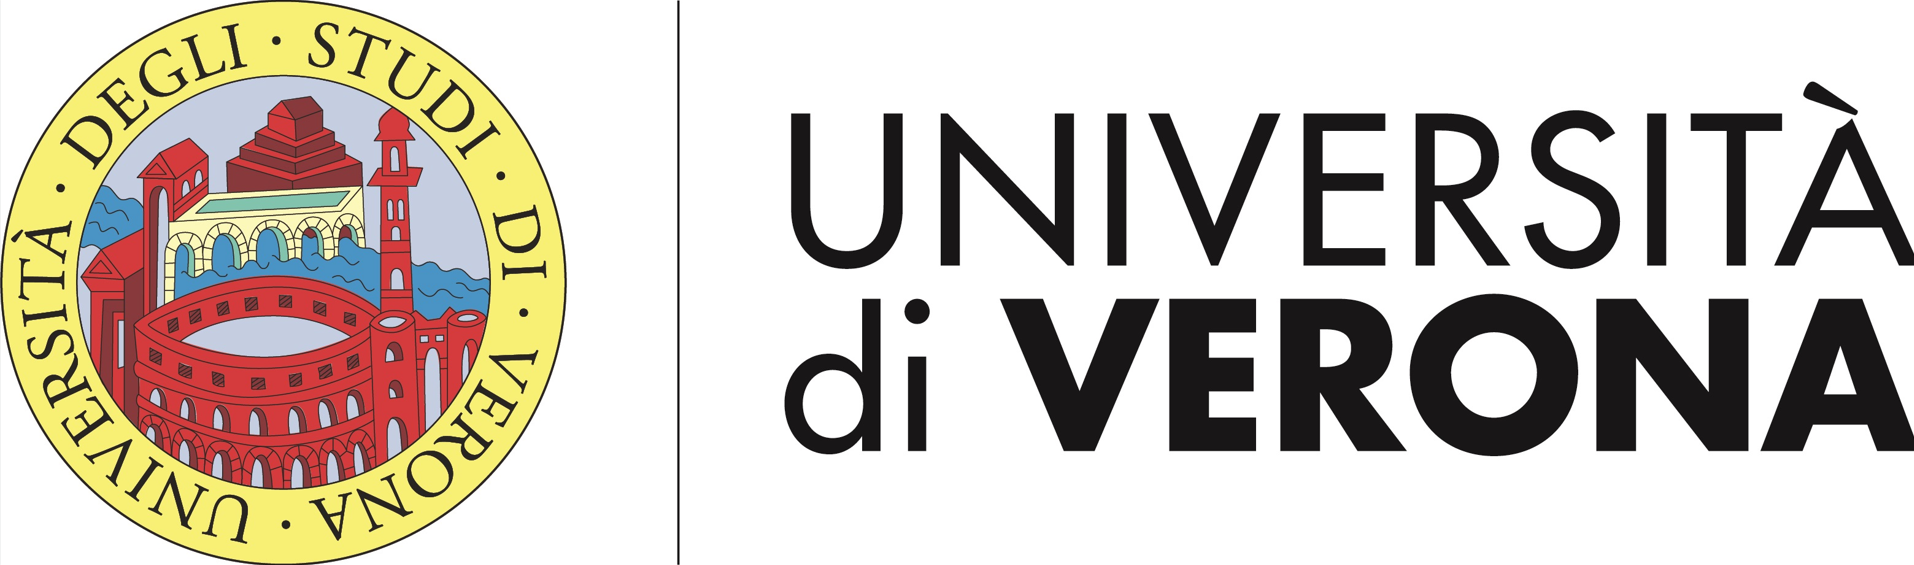 UNIVERSITÀ · DEGLI · STUDI · DI · VERONA ·
UNIVERSITÀ
di VERONA